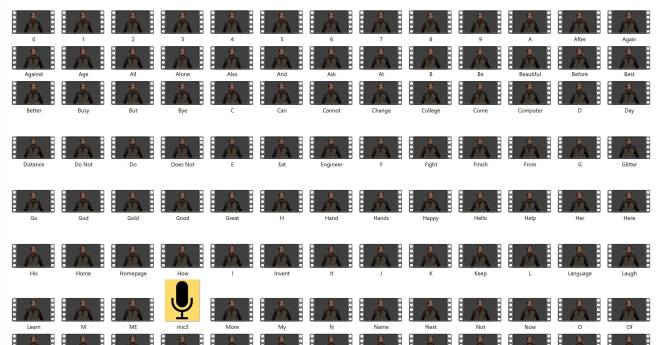 0 1 2 3 4 5 6 7 8 9 A After Again
Against Age All Alone Also And Ask At B Be Beautiful Before Best
Better Busy But Bye C Can Cannot Change College Come Computer D Day
Distance Do Not Do Does Not E Eat Engineer F Fight Finish From G Glitter
Go God Gold Good Great H Hand Hands Happy Hello Help Her Here
His Home Homepage How I Invent It J K Keep L Language Laugh
Learn M ME mic3 More My N Name Next Not Now O Of